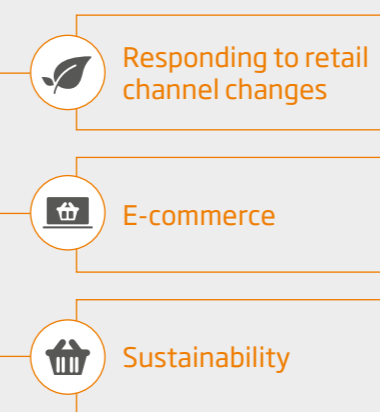 Responding to retail
channel changes
E-commerce
Sustainability